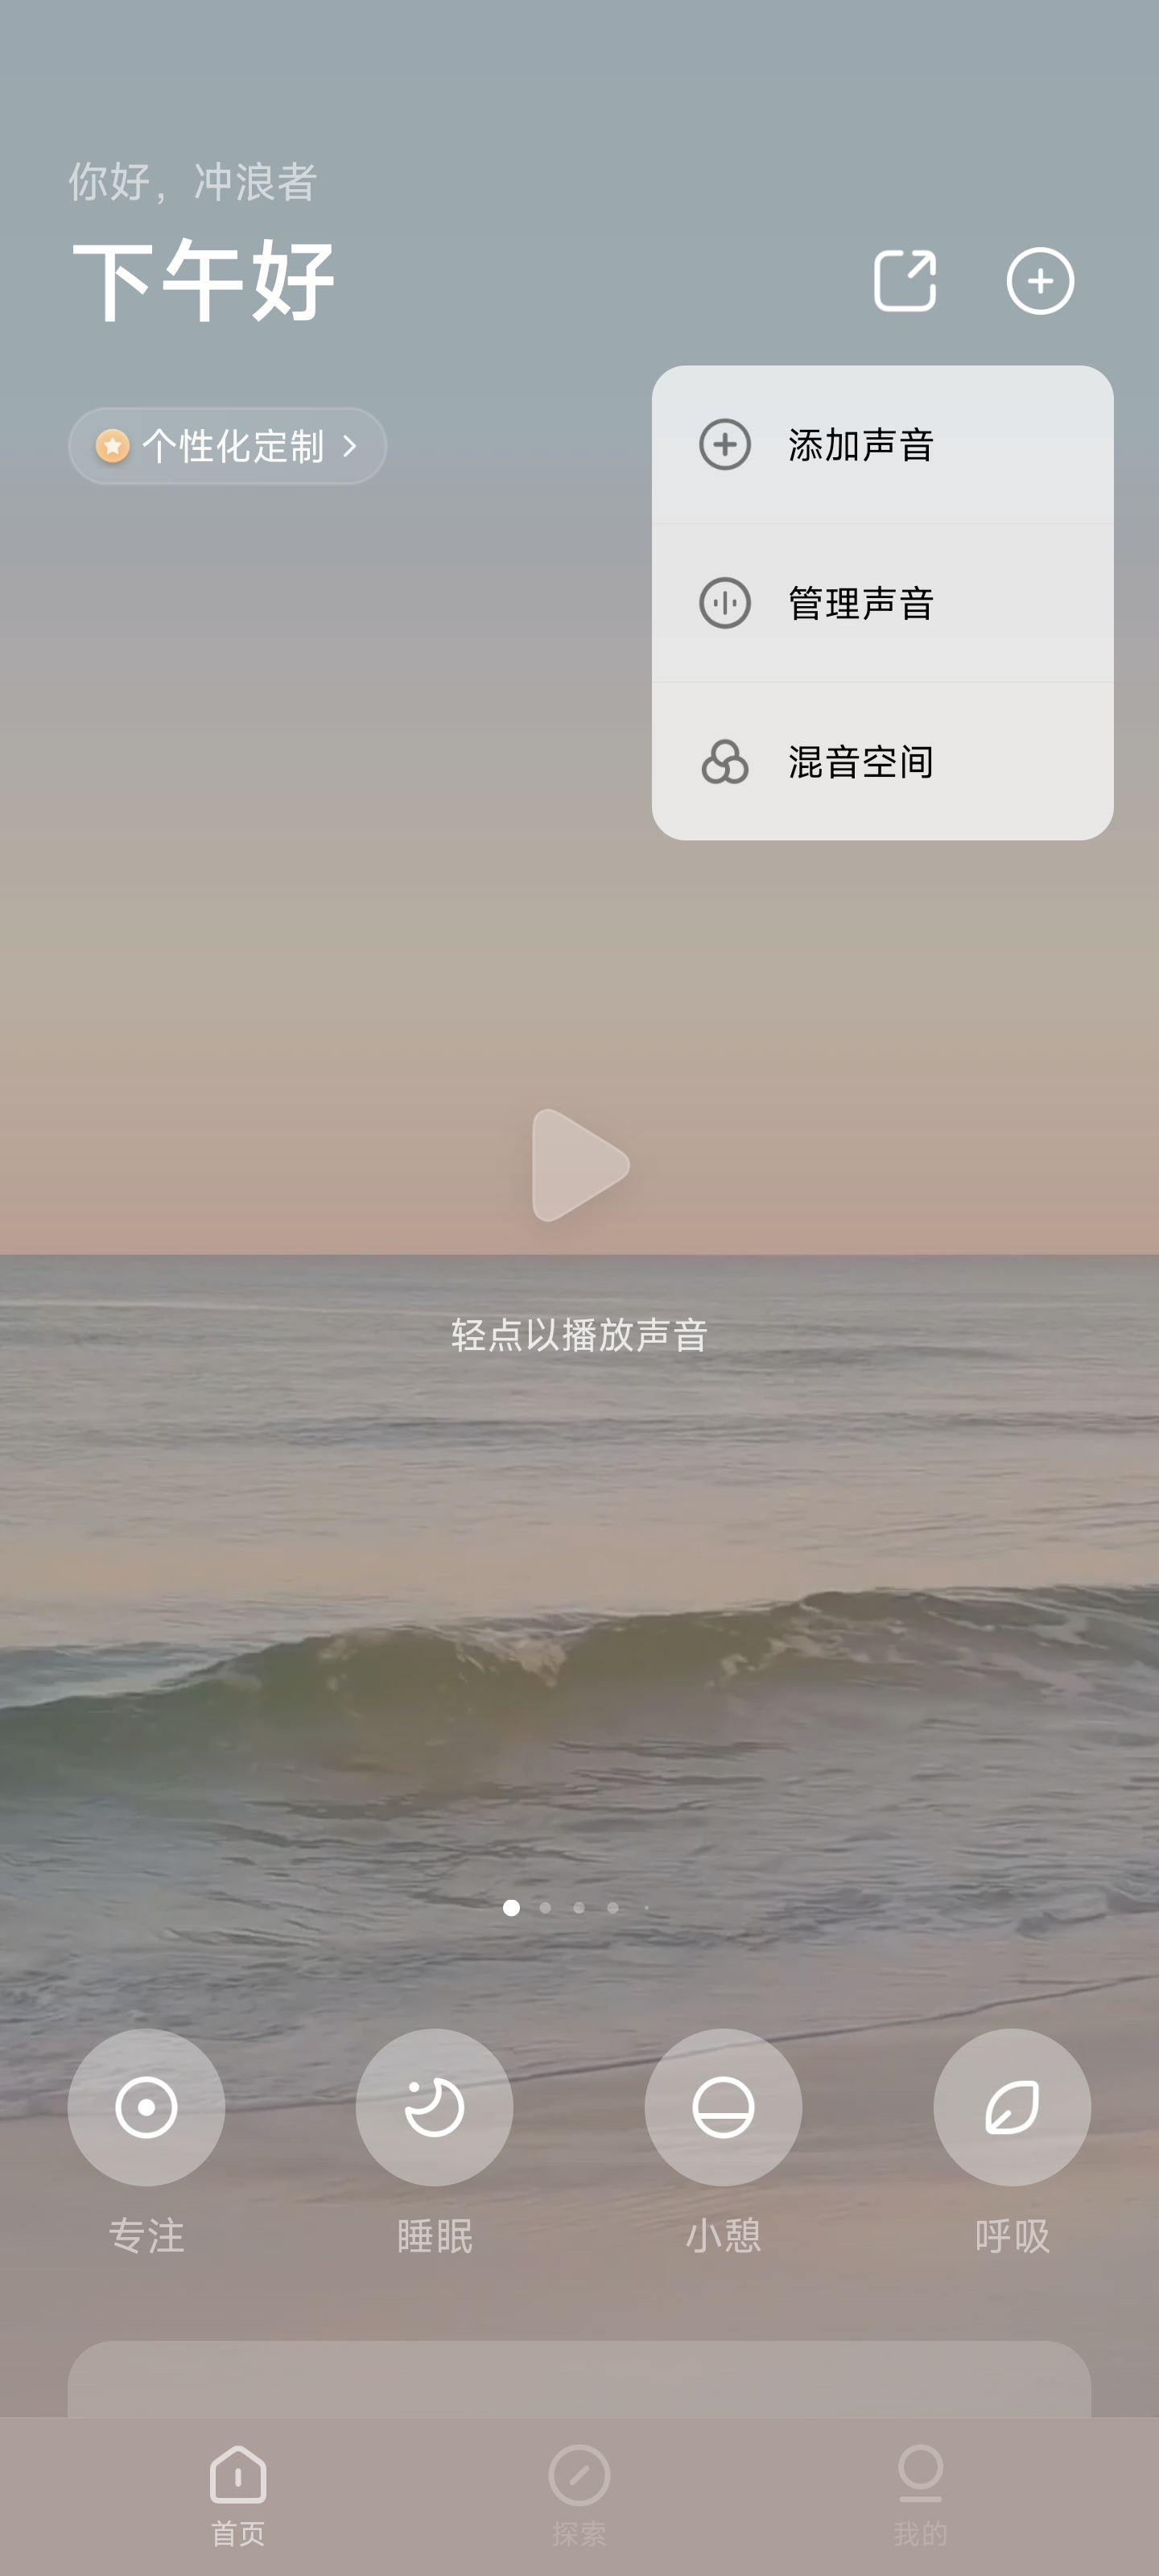 你好，冲浪者
下午好
个性化定制
添加声音
管理声音
混音空间
轻点以播放声音
专注
睡眠
小憩
呼吸
首页
探索
我的